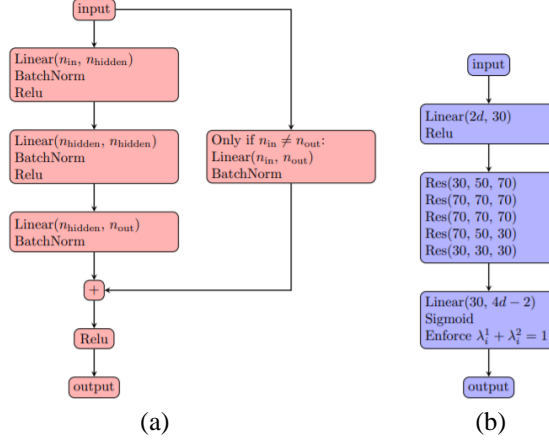 input
Linear(n_in, n_hidden)
BatchNorm
Relu
Linear(n_hidden, n_hidden)
BatchNorm
Relu
Linear(n_hidden, n_out)
BatchNorm
Only if n_in ≠ n_out:
Linear(n_in, n_out)
BatchNorm
+
Relu
output
(a)
input
Linear(2d, 30)
Relu
Res(30, 50, 70)
Res(70, 70, 70)
Res(70, 70, 70)
Res(70, 50, 30)
Res(30, 30, 30)
Linear(30, 4d − 2)
Sigmoid
Enforce λ_i^1 + λ_i^2 = 1
output
(b)